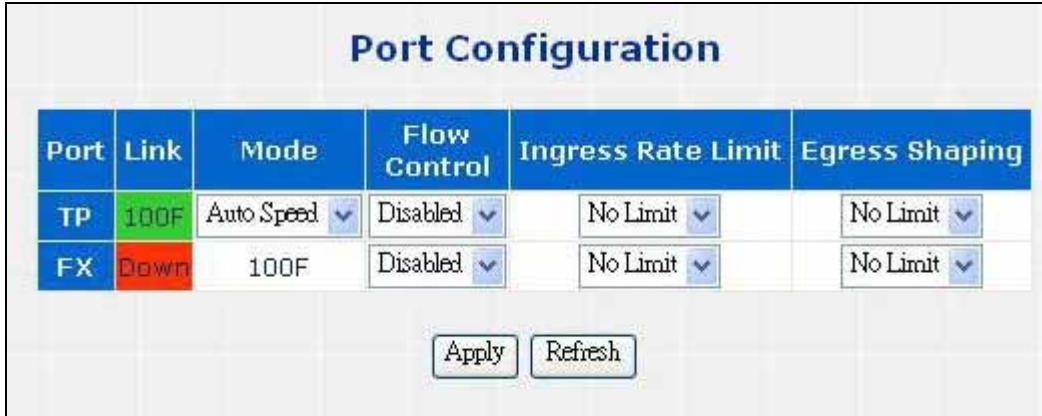 Port Configuration
Port Link Mode Flow Control Ingress Rate Limit Egress Shaping
TP 100F Auto Speed Disabled No Limit No Limit
FX Down 100F Disabled No Limit No Limit
Apply Refresh